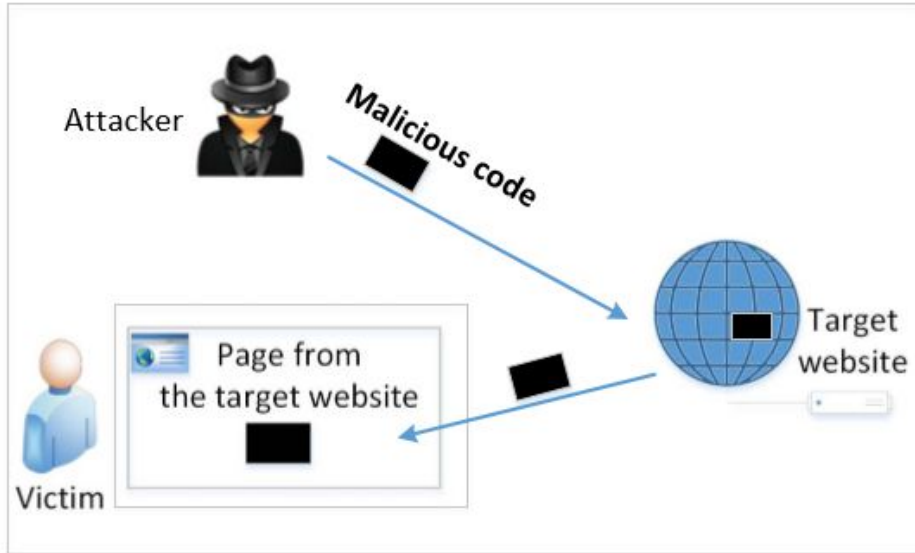 Attacker
Malicious code
Target
website
Page from
the target website
Victim